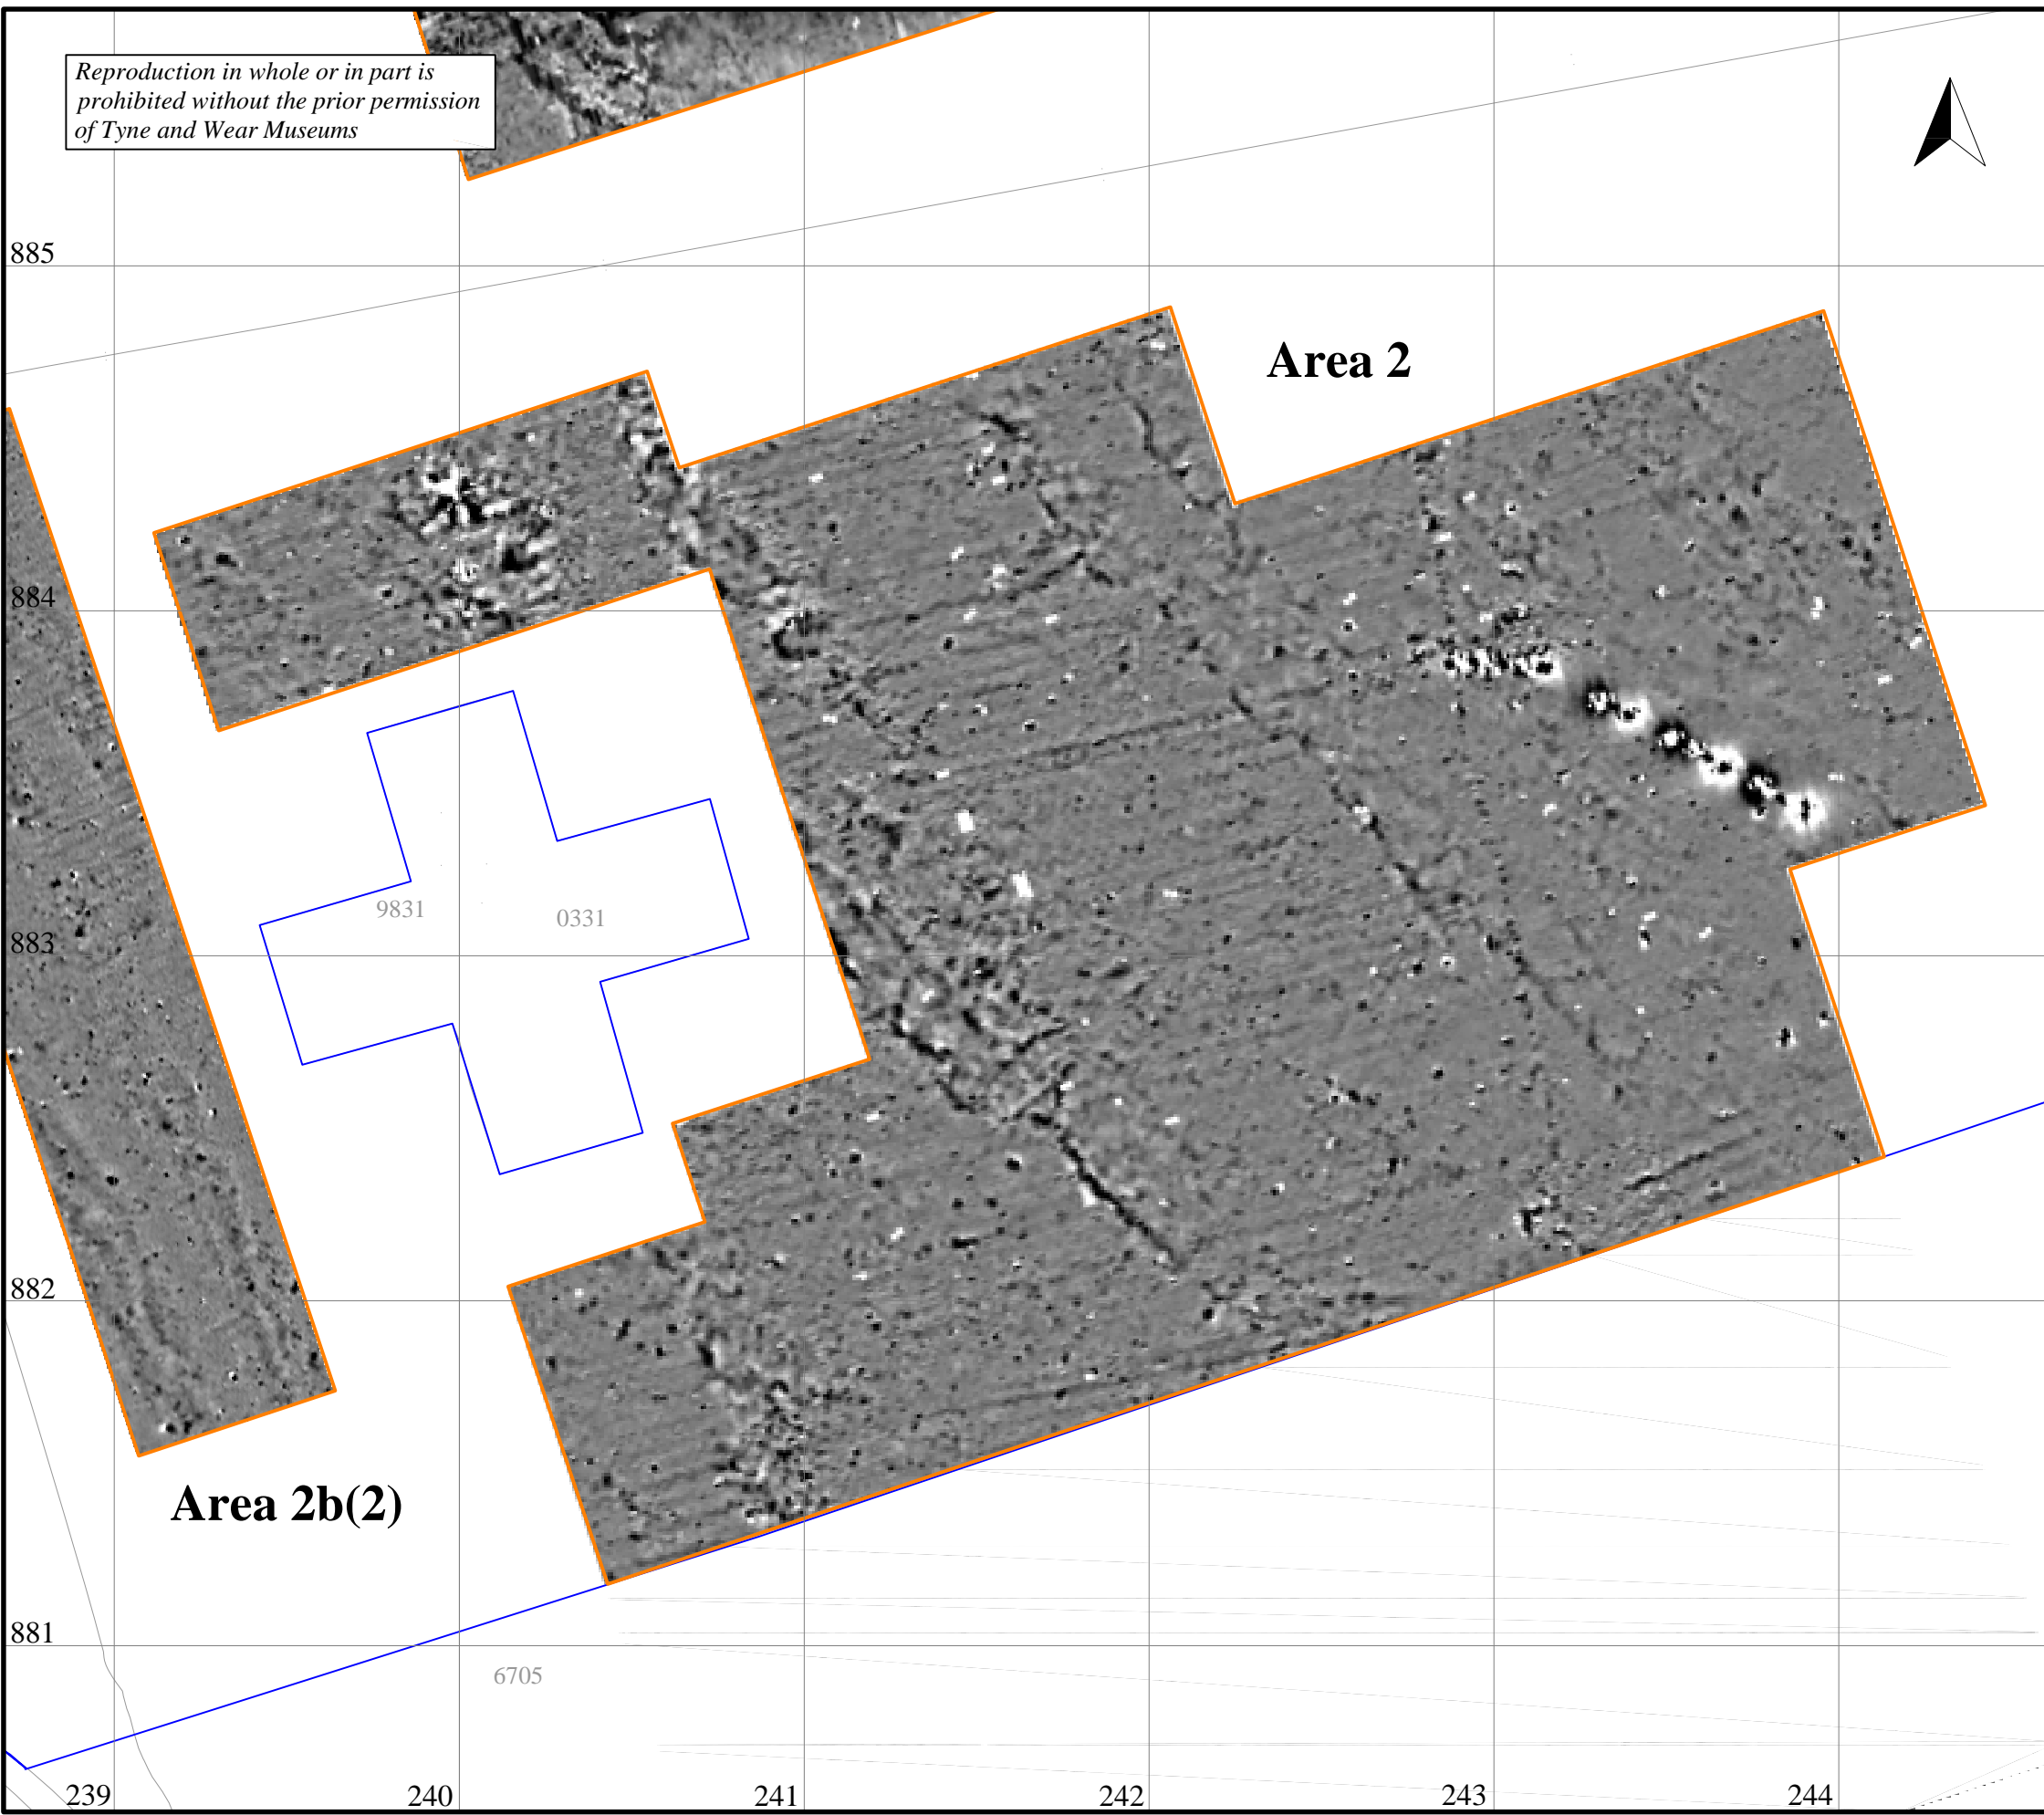 Reproduction in whole or in part is
prohibited without the prior permission
of Tyne and Wear Museums
885
Area 2
884
9831
0331
883
882
Area 2b(2)
881
6705
239
240
241
242
243
244